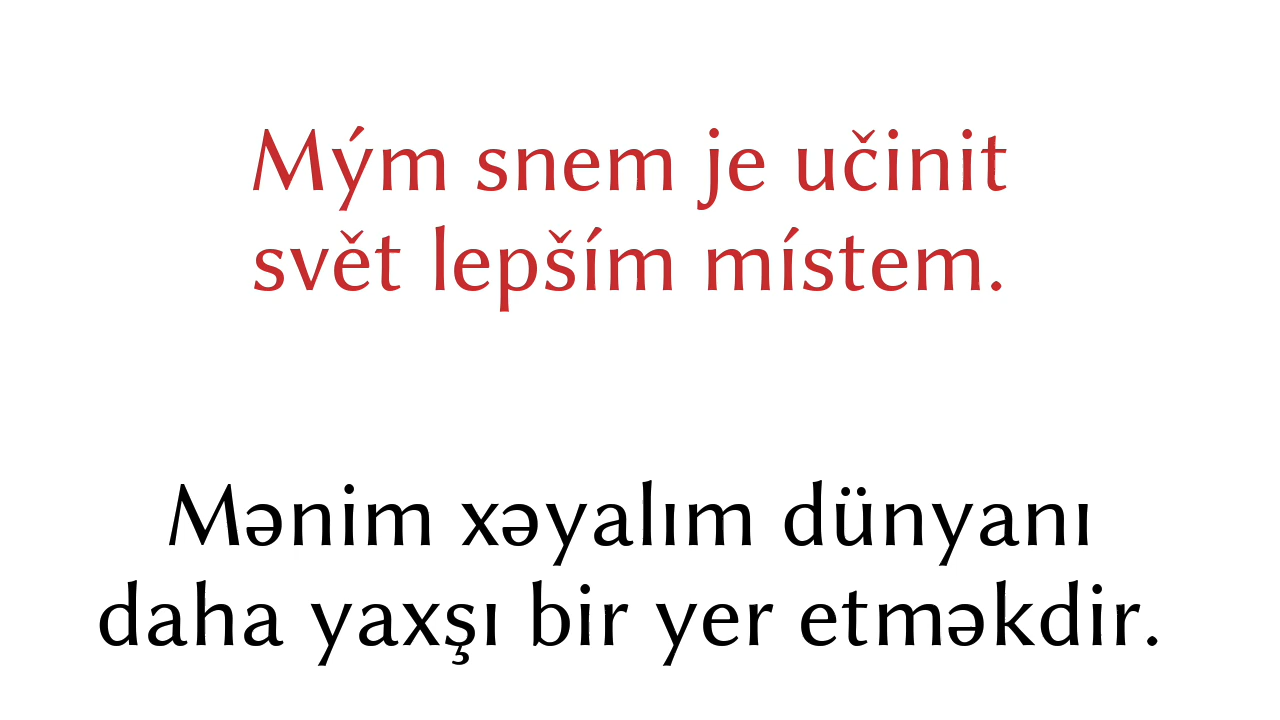 Mým snem je učinit
svět lepším místem.
Mənim xəyalım dünyanı
daha yaxşı bir yer etməkdir.